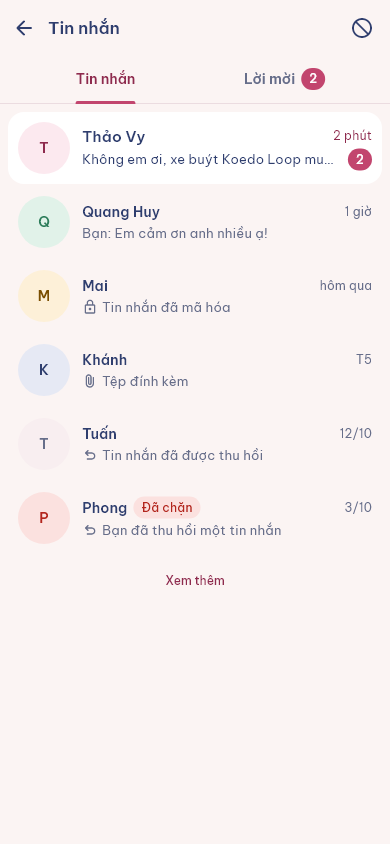 Tin nhắn
Tin nhắn
Lời mời 2
T
Thảo Vy
2 phút
Không em ơi, xe buýt Koedo Loop mu...
2
Q
Quang Huy
1 giờ
Bạn: Em cảm ơn anh nhiều ạ!
M
Mai
hôm qua
Tin nhắn đã mã hóa
K
Khánh
T5
Tệp đính kèm
T
Tuấn
12/10
Tin nhắn đã được thu hồi
P
Phong Đã chặn
3/10
Bạn đã thu hồi một tin nhắn
Xem thêm